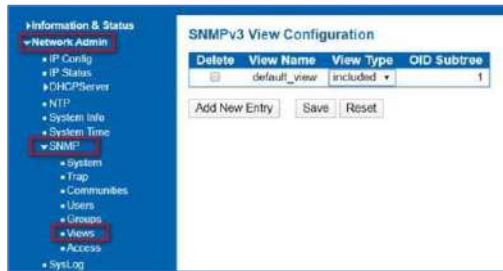 Information & Status
Network Admin
IP Config
IP Status
DHCPServer
NTP
System Info
System Time
SNMP
System
Trap
Communities
Users
Groups
Views
Access
SysLog
SNMPv3 View Configuration
Delete View Name View Type OID Subtree
default_view included 1
Add New Entry Save Reset